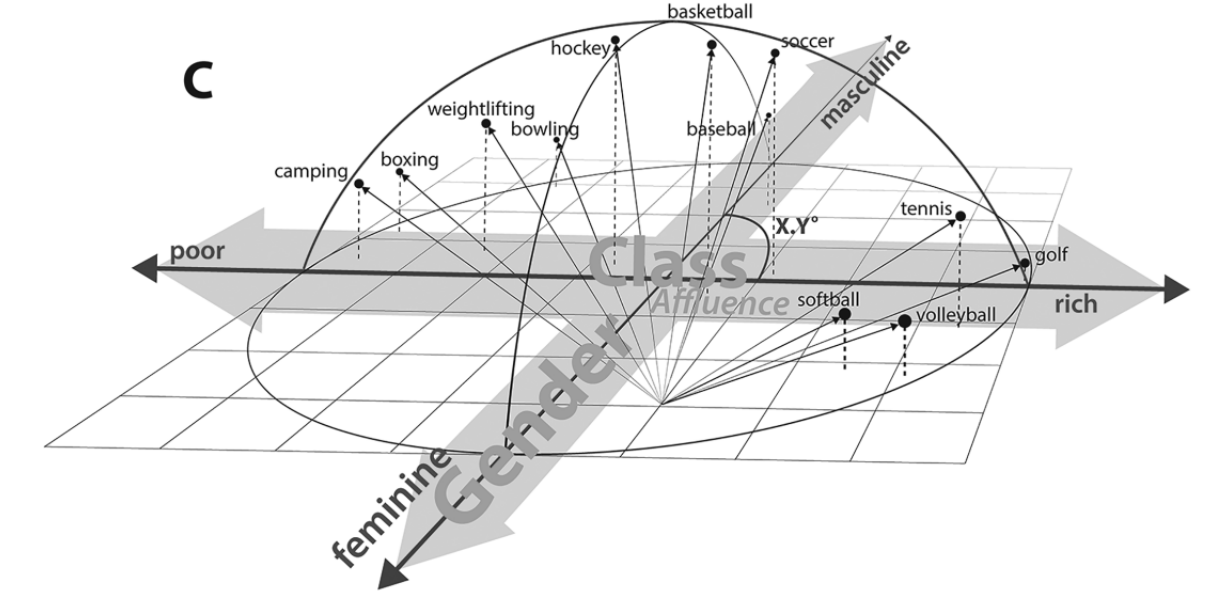 C
basketball
hockey
soccer
masculine
weightlifting
bowling
baseball
camping
boxing
tennis
X.Y°
poor
Class
golf
Affluence
softball
rich
volleyball
Gender
feminine